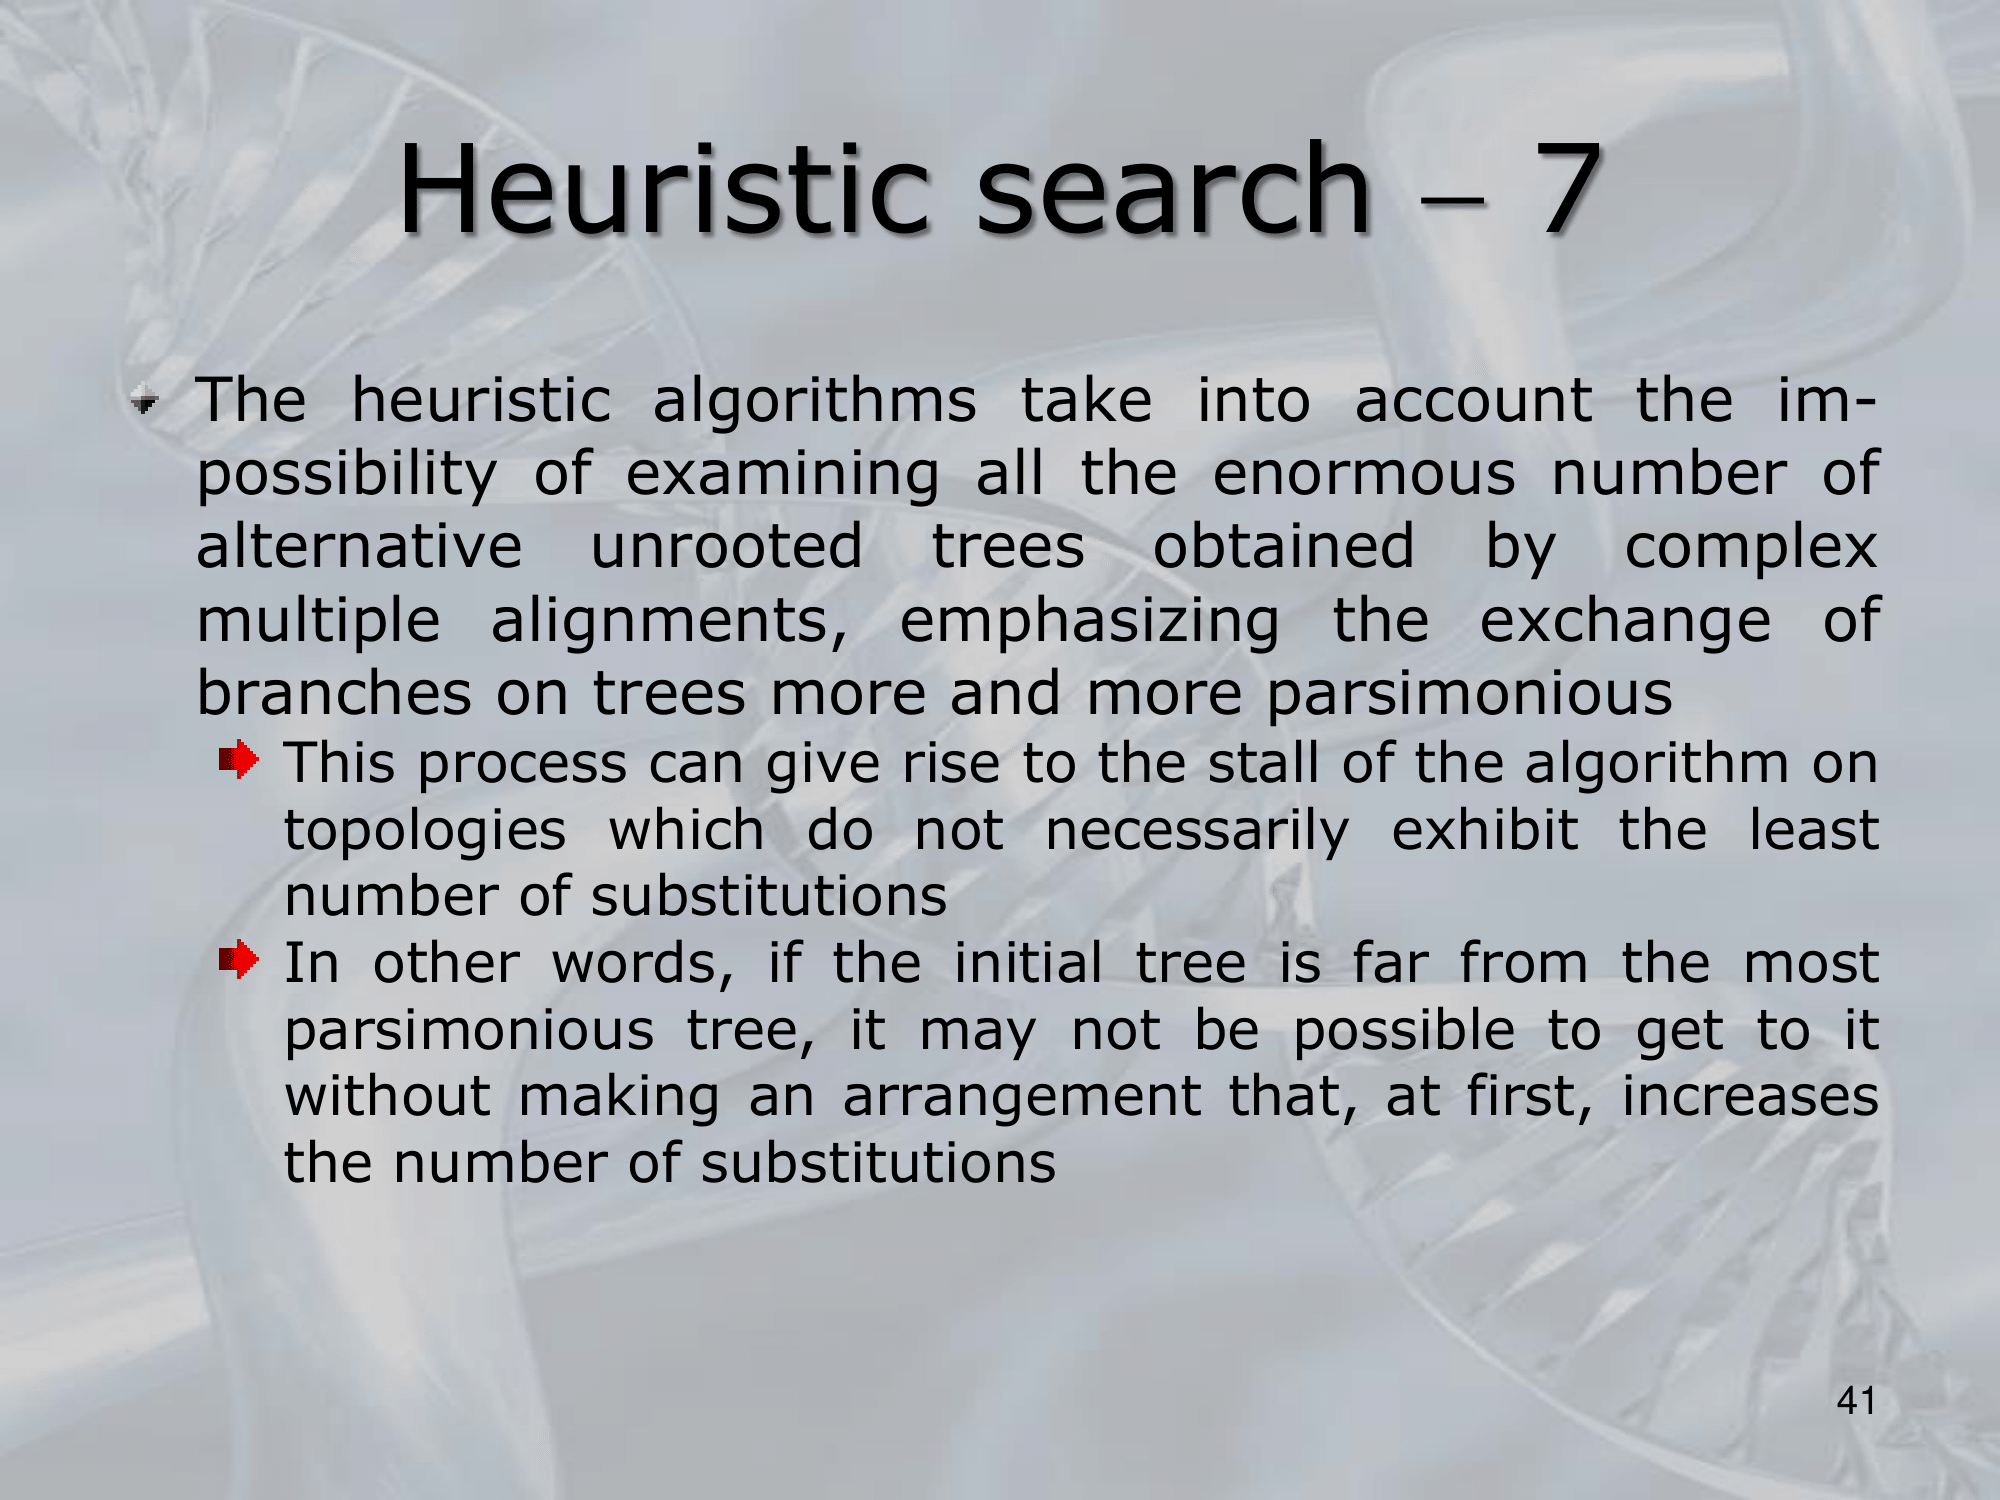 Heuristic search – 7
The heuristic algorithms take into account the im-
possibility of examining all the enormous number of
alternative unrooted trees obtained by complex
multiple alignments, emphasizing the exchange of
branches on trees more and more parsimonious
This process can give rise to the stall of the algorithm on
topologies which do not necessarily exhibit the least
number of substitutions
In other words, if the initial tree is far from the most
parsimonious tree, it may not be possible to get to it
without making an arrangement that, at first, increases
the number of substitutions
41